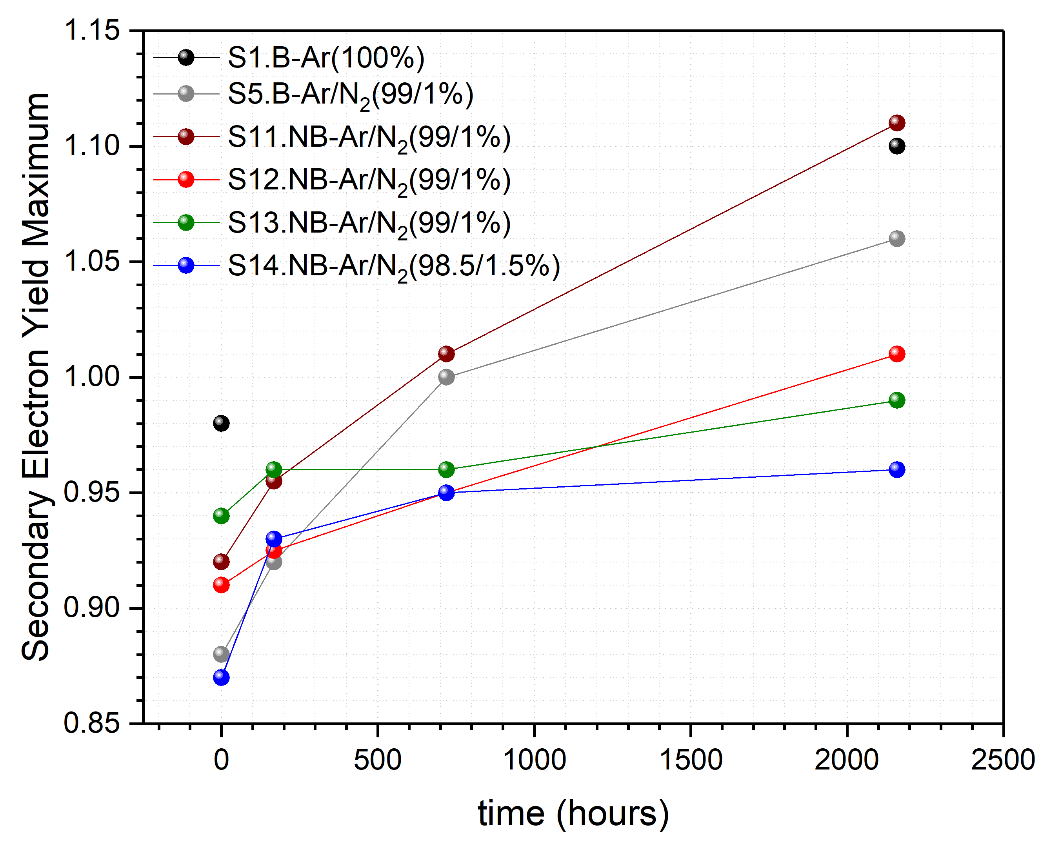 1.15
1.10
1.05
1.00
0.95
0.90
0.85
Secondary Electron Yield Maximum
S1.B-Ar(100%)
S5.B-Ar/N₂(99/1%)
S11.NB-Ar/N₂(99/1%)
S12.NB-Ar/N₂(99/1%)
S13.NB-Ar/N₂(99/1%)
S14.NB-Ar/N₂(98.5/1.5%)
0 500 1000 1500 2000 2500
time (hours)